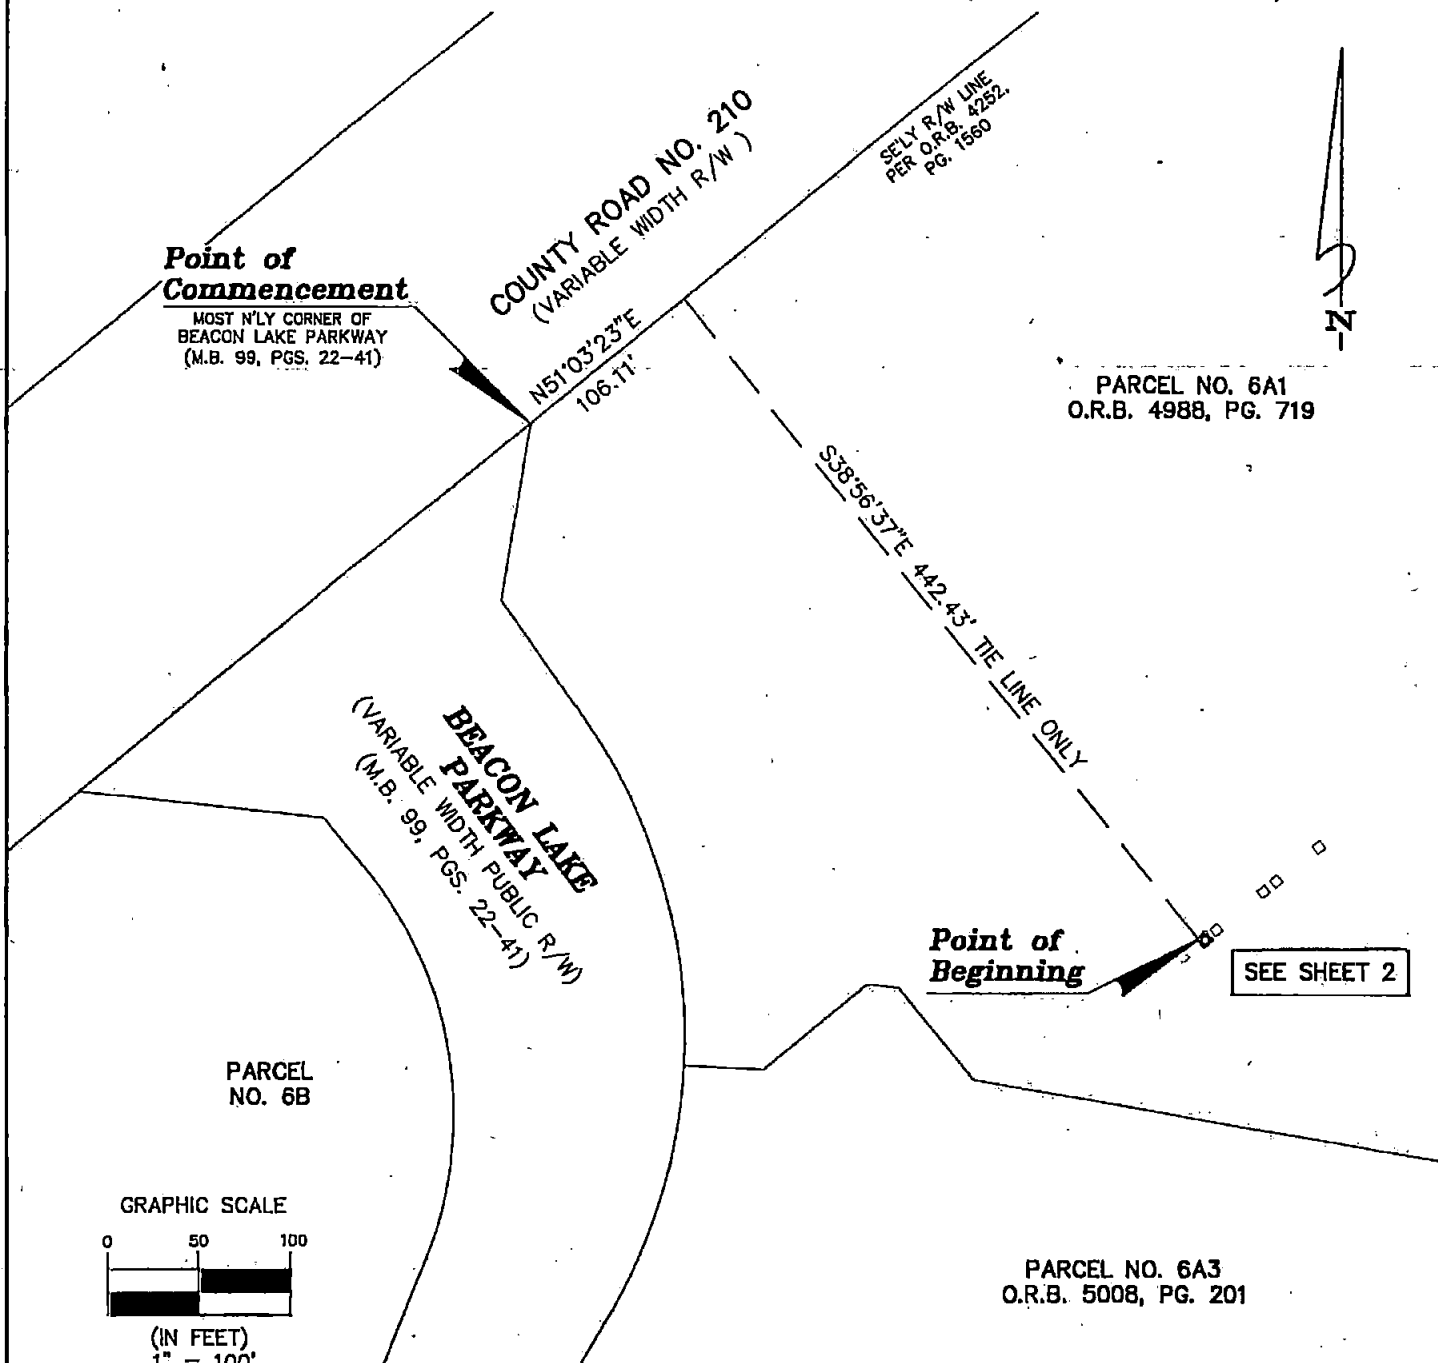 COUNTY ROAD NO. 210
(VARIABLE WIDTH R/W )
SE'LY R/W LINE
PER O.R.B. 4252,
PG. 1560
Point of
Commencement
MOST N'LY CORNER OF
BEACON LAKE PARKWAY
(M.B. 99, PGS. 22-41)
N51°03'23"E
106.11'
N
PARCEL NO. 6A1
O.R.B. 4988, PG. 719
S38°56'37"E 442.43' TIE LINE ONLY
BEACON LAKE
PARKWAY
(VARIABLE WIDTH PUBLIC R/W)
(M.B. 99, PGS. 22-41)
Point of
Beginning
SEE SHEET 2
PARCEL
NO. 6B
GRAPHIC SCALE
0 50 100
(IN FEET)
1" = 100'
PARCEL NO. 6A3
O.R.B. 5008, PG. 201